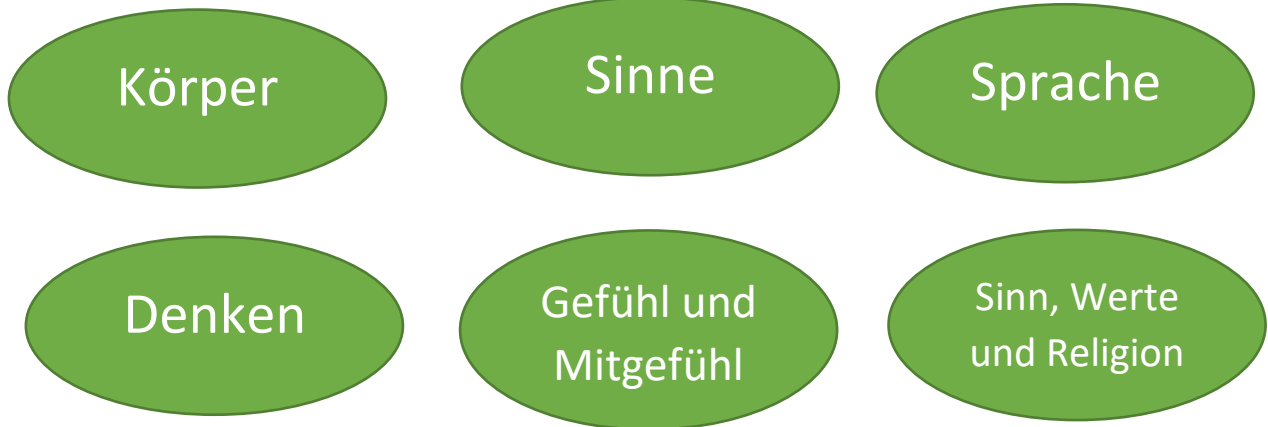 Körper
Sinne
Sprache
Denken
Gefühl und
Mitgefühl
Sinn, Werte
und Religion